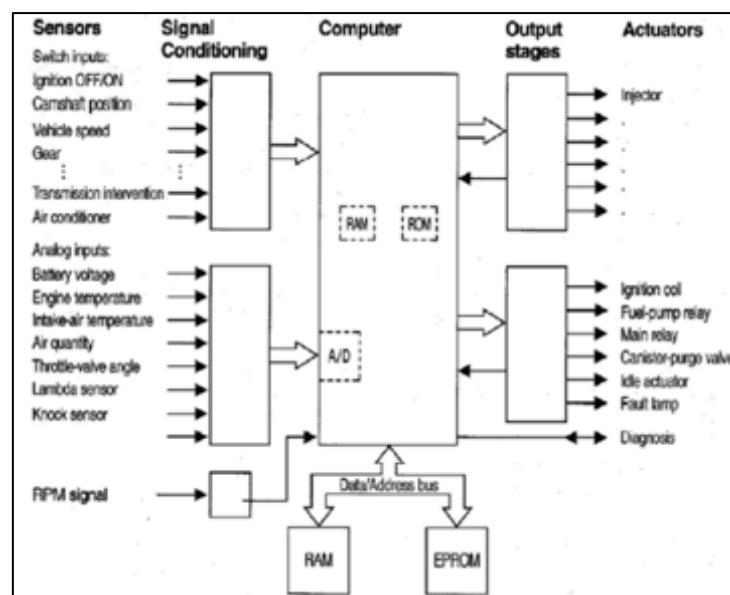 Sensors
Signal Conditioning
Computer
Output stages
Actuators
Switch inputs:
Ignition OFF/ON
Camshaft position
Vehicle speed
Gear
Transmission intervention
Air conditioner
Analog inputs:
Battery voltage
Engine temperature
Intake-air temperature
Air quantity
Throttle-valve angle
Lambda sensor
Knock sensor
RPM signal
RAM
ROM
A/D
Data/Address bus
RAM
EPROM
Injector
Ignition coil
Fuel-pump relay
Main relay
Canister-purge valve
Idle actuator
Fault lamp
Diagnosis